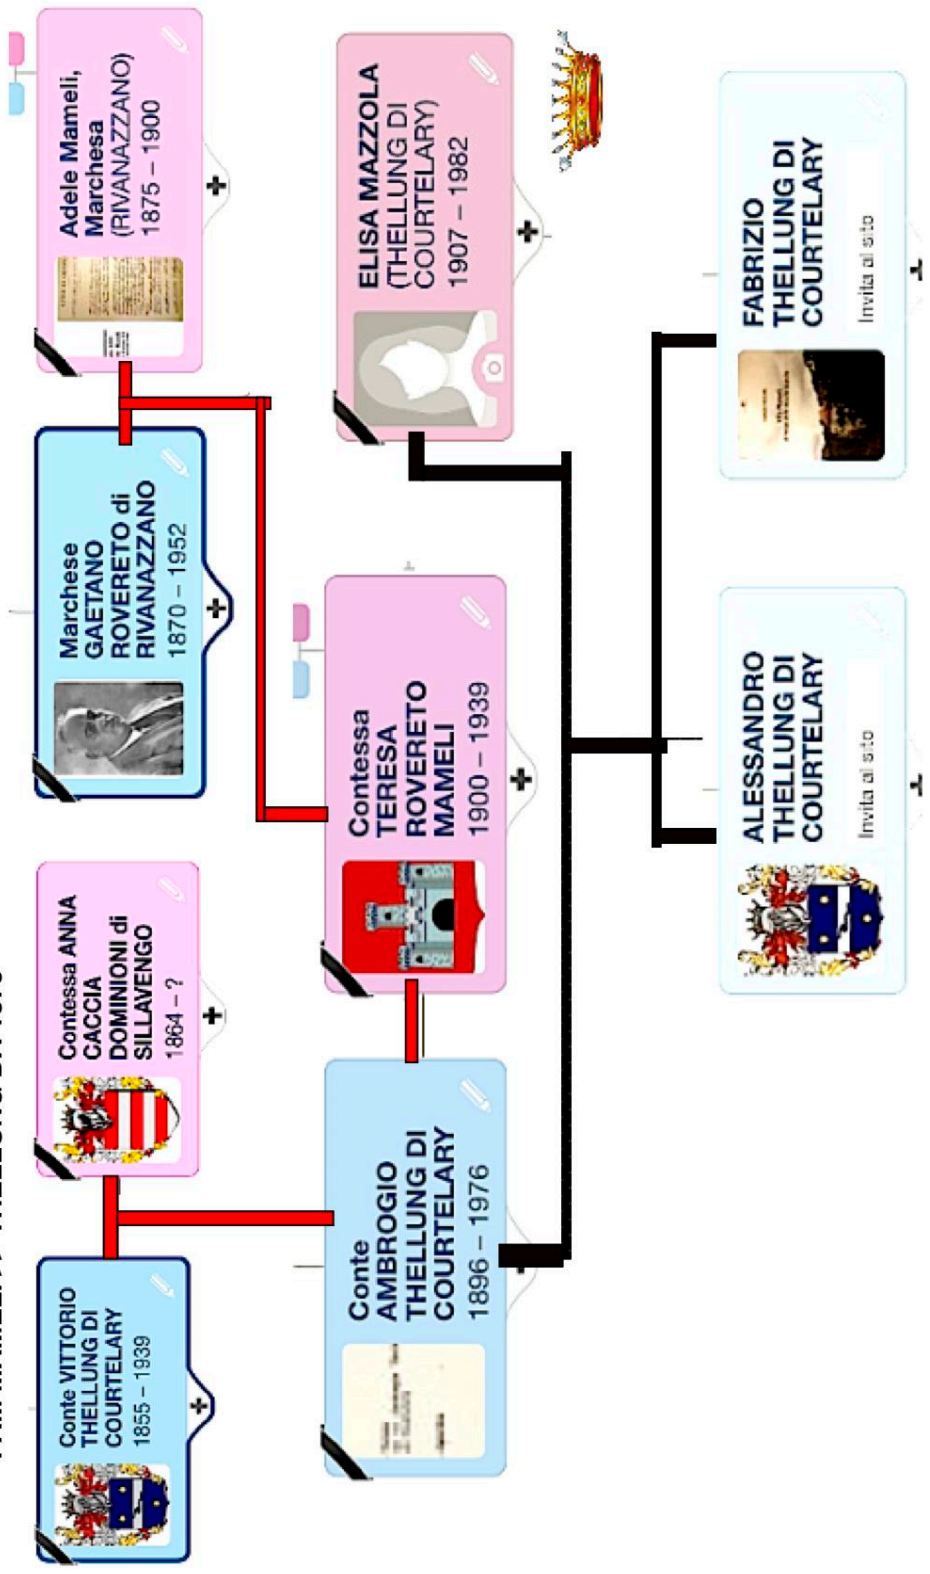 Conte VITTORIO
THELLUNG DI
COURTELARY
1855 – 1939
Contessa ANNA
CACCIA
DOMINIONI di
SILLAVENGO
1864 – ?
Marchese
GAETANO
ROVERETO di
RIVANAZZANO
1870 – 1952
Adele Mameli,
Marchesa
(RIVANAZZANO)
1875 – 1900
Conte
AMBROGIO
THELLUNG DI
COURTELARY
1896 – 1976
Contessa
TERESA
ROVERETO
MAMELI
1900 – 1939
ELISA MAZZOLA
(THELLUNG DI
COURTELARY)
1907 – 1982
ALESSANDRO
THELLUNG DI
COURTELARY
Invita al sito
FABRIZIO
THELLUNG DI
COURTELARY
Invita al sito